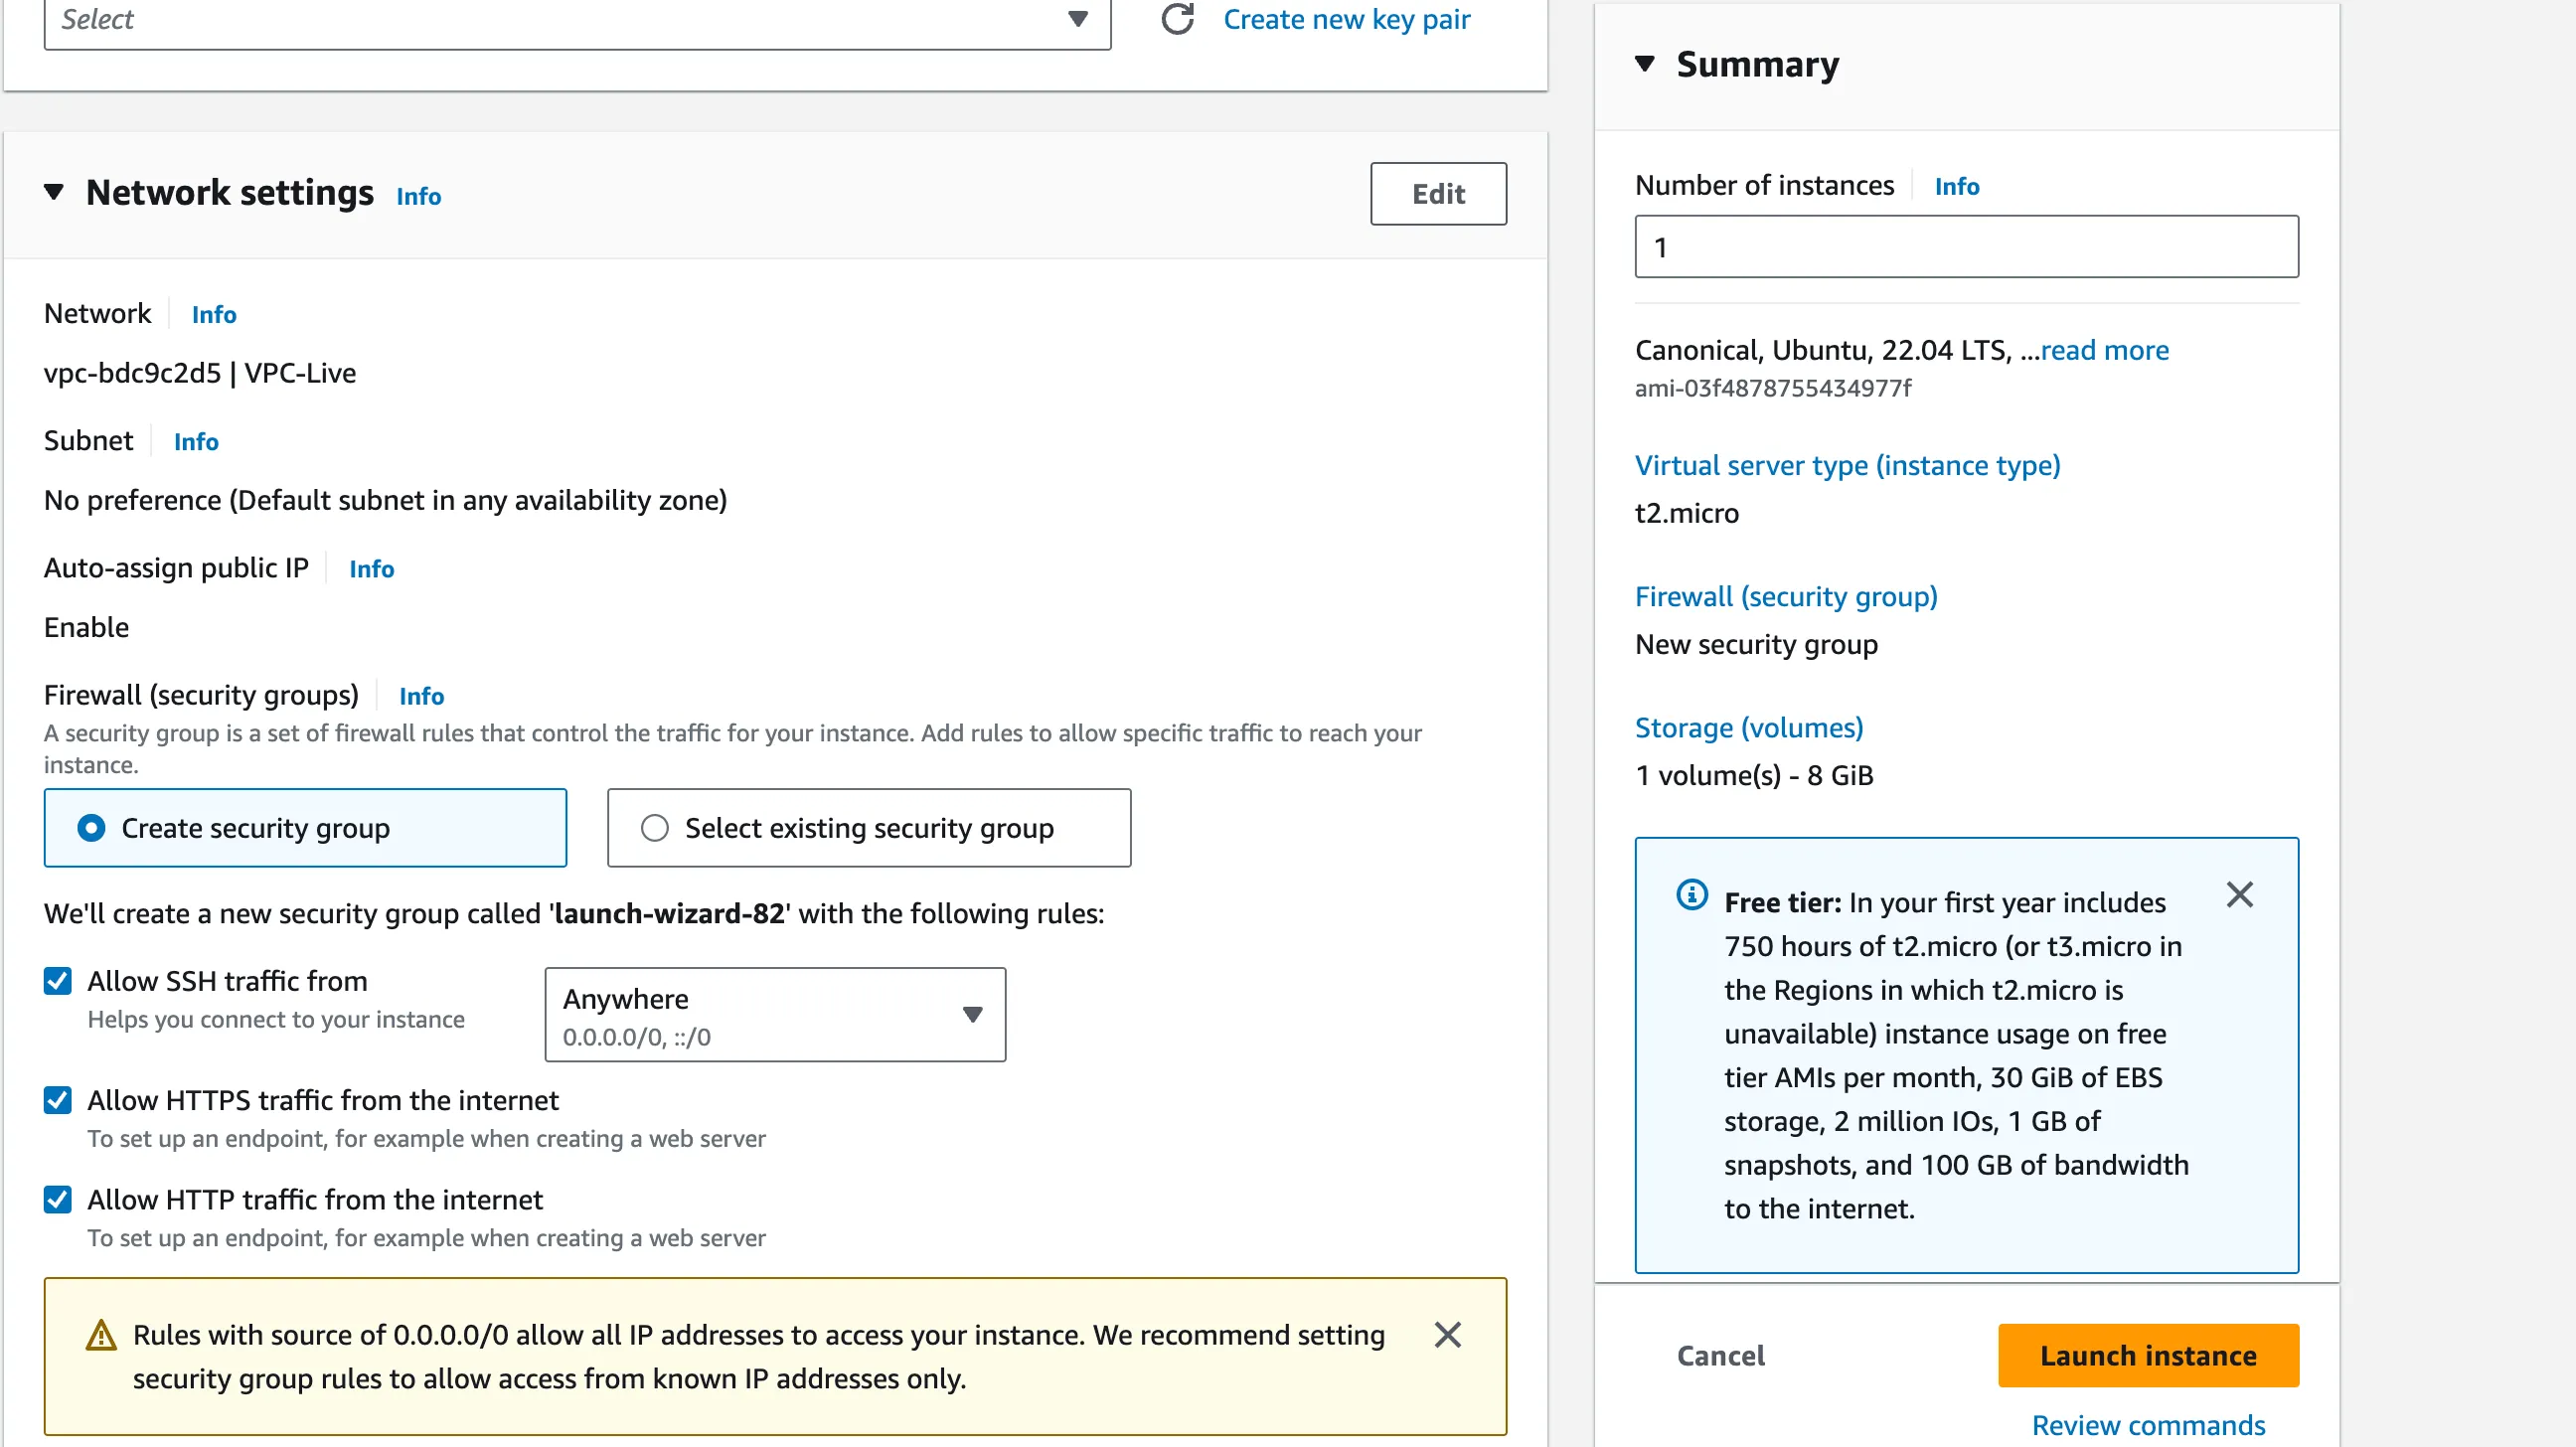 Select
Create new key pair
Network settings Info
Edit
Network Info
vpc-bdc9c2d5 | VPC-Live
Subnet Info
No preference (Default subnet in any availability zone)
Auto-assign public IP Info
Enable
Firewall (security groups) Info
A security group is a set of firewall rules that control the traffic for your instance. Add rules to allow specific traffic to reach your
instance.
Create security group
Select existing security group
We'll create a new security group called 'launch-wizard-82' with the following rules:
Allow SSH traffic from
Helps you connect to your instance
Anywhere
0.0.0.0/0, ::/0
Allow HTTPS traffic from the internet
To set up an endpoint, for example when creating a web server
Allow HTTP traffic from the internet
To set up an endpoint, for example when creating a web server
Rules with source of 0.0.0.0/0 allow all IP addresses to access your instance. We recommend setting
security group rules to allow access from known IP addresses only.
Summary
Number of instances Info
1
Canonical, Ubuntu, 22.04 LTS, ...read more
ami-03f4878755434977f
Virtual server type (instance type)
t2.micro
Firewall (security group)
New security group
Storage (volumes)
1 volume(s) - 8 GiB
Free tier: In your first year includes
750 hours of t2.micro (or t3.micro in
the Regions in which t2.micro is
unavailable) instance usage on free
tier AMIs per month, 30 GiB of EBS
storage, 2 million IOs, 1 GB of
snapshots, and 100 GB of bandwidth
to the internet.
Cancel
Launch instance
Review commands